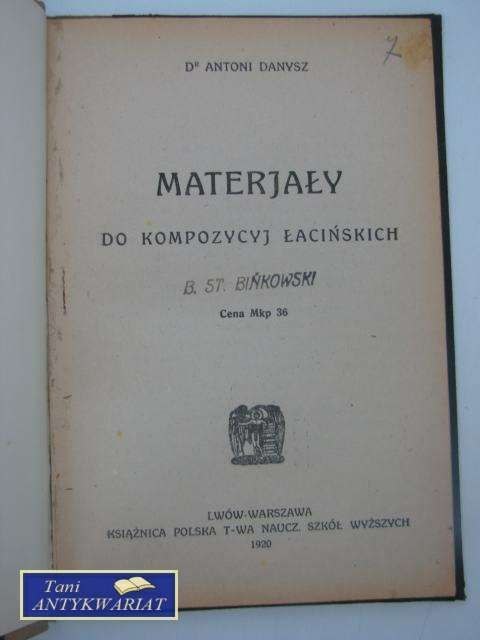 7
Dᴿ ANTONI DANYSZ
MATERJAŁY
DO KOMPOZYCYJ ŁACIŃSKICH
B. ST. BIŃKOWSKI
Cena Mkp 36
LWÓW-WARSZAWA
KSIĄŻNICA POLSKA T-WA NAUCZ. SZKÓŁ WYŻSZYCH
1920
Tani
ANTYKWARIAT